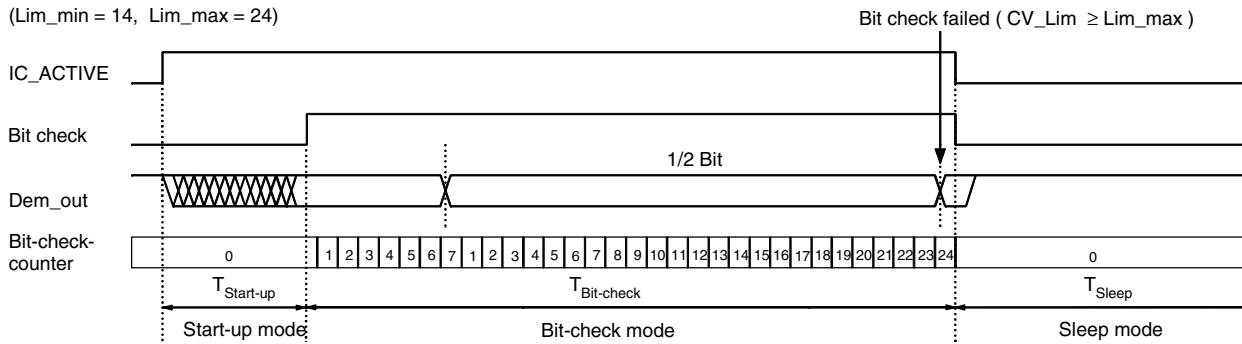 (Lim_min = 14, Lim_max = 24)
Bit check failed ( CV_Lim ≥ Lim_max )
IC_ACTIVE
Bit check
1/2 Bit
Dem_out
Bit-check-
counter
0 1 2 3 4 5 6 7 1 2 3 4 5 6 7 8 9 10 11 12 13 14 15 16 17 18 19 20 21 22 23 24 0
TStart-up TBit-check TSleep
Start-up mode Bit-check mode Sleep mode